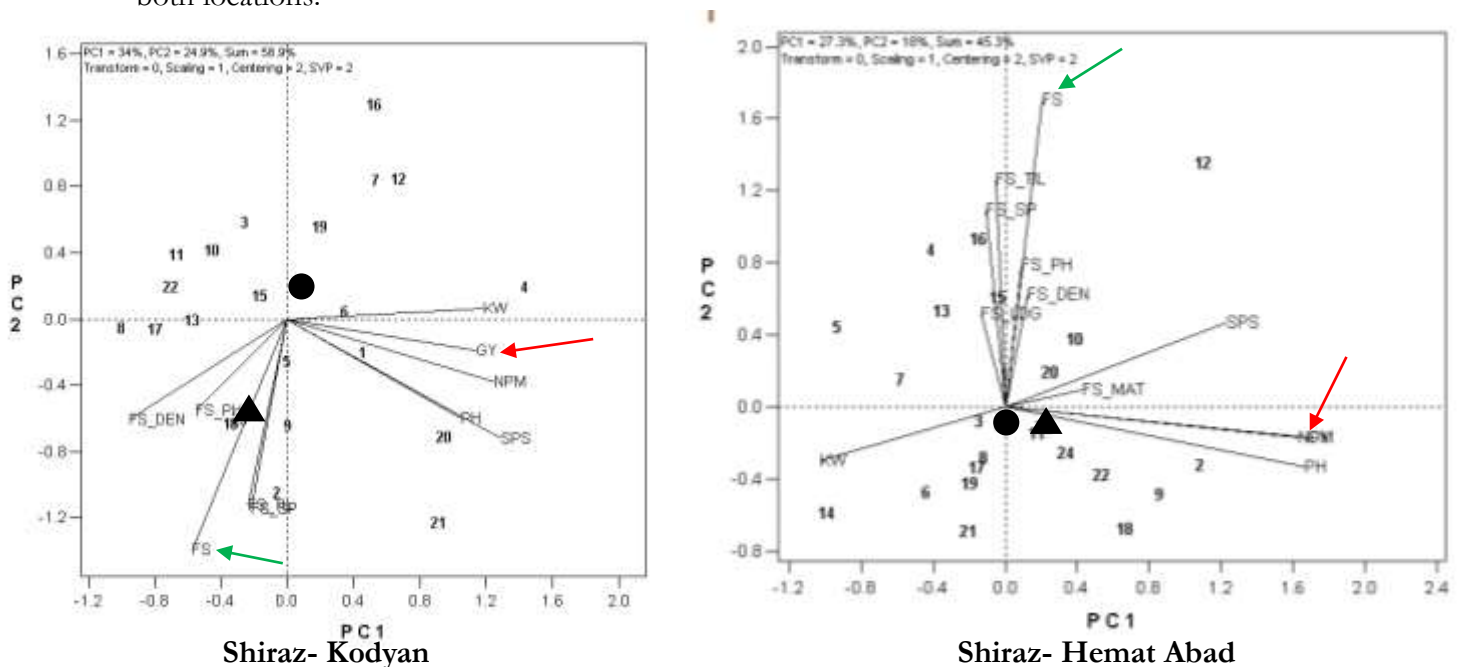 both locations.
PC1 = 34%, PC2 = 24.9%, Sum = 58.9%
Transform = 0, Scaling = 1, Centering = 2, SVP = 2
1.6
16
1.2
7 12
0.8
3
19
11 10
0.4
22
15
4
PC2
6
KW
0.0
8 17 13
GY
5
1
NPM
-0.4
FS_DEN
FS_PH
PH
18
9
20
SPS
-0.8
2
FS_SP
-1.2
21
FS
-1.2 -0.8 -0.4 0.0 0.4 0.8 1.2 1.6 2.0
PC1
Shiraz- Kodyan
PC1 = 27.3%, PC2 = 18%, Sum = 45.3%
Transform = 0, Scaling = 1, Centering = 2, SVP = 2
2.0
FS
1.6
12
1.2
FS_TIL
FS_SP
16
4
0.8
FS_PH
15
FS_DEN
PC2
13
5
SPS
0.4
10
7
20
FS_MAT
0.0
3
NPM
24
8
KW
17
2
PH
-0.4
19
37
6
9
14
21
18
-0.8
-1.2 -0.8 -0.4 0.0 0.4 0.8 1.2 1.6 2.0 2.4
PC1
Shiraz- Hemat Abad